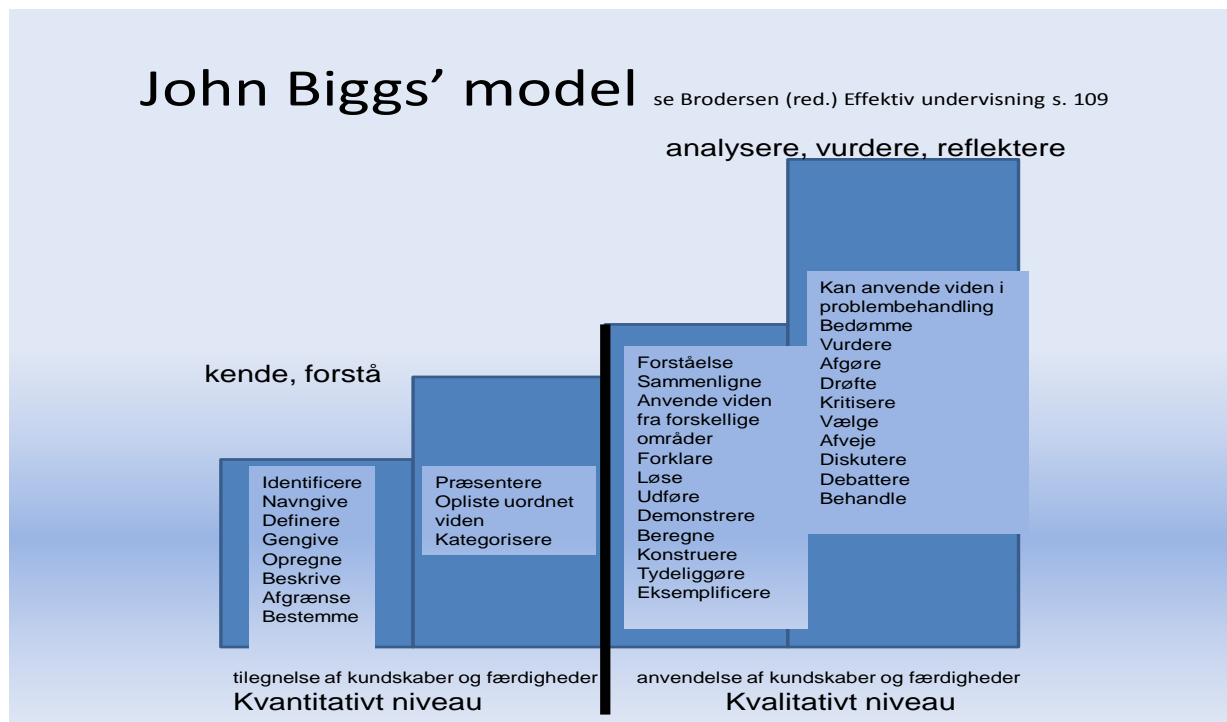 John Biggs’ model se Brodersen (red.) Effektiv undervisning s. 109
analysere, vurdere, reflektere
kende, forstå
Identificere
Navngive
Definere
Gengive
Opregne
Beskrive
Afgrænse
Bestemme
Præsentere
Opliste uordnet
viden
Kategorisere
Forståelse
Sammenligne
Anvende viden
fra forskellige
områder
Forklare
Løse
Udføre
Demonstrere
Beregne
Konstruere
Tydeliggøre
Eksemplificere
Kan anvende viden i
problembehandling
Bedømme
Vurdere
Afgøre
Drøfte
Kritisere
Vælge
Afveje
Diskutere
Debattere
Behandle
tilegnelse af kundskaber og færdigheder
Kvantitativt niveau
anvendelse af kundskaber og færdigheder
Kvalitativt niveau